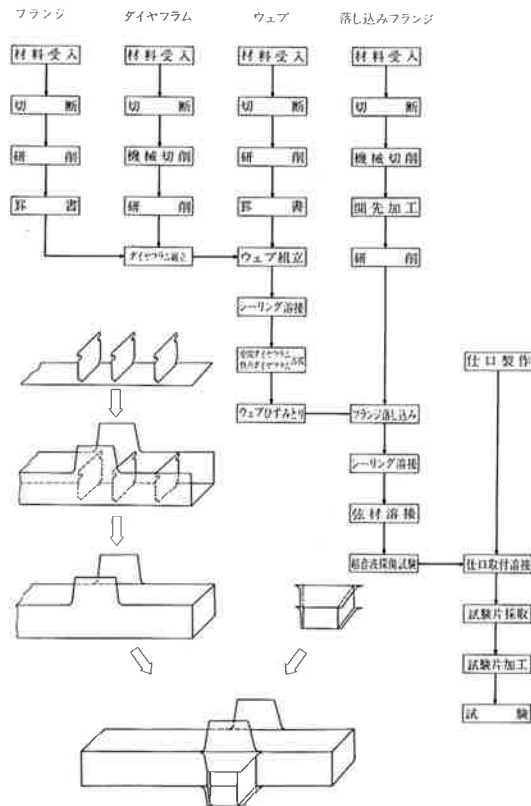 フランジ
ダイヤフラム
ウェブ
落し込みフランジ
材料受入
材料受入
材料受入
材料受入
切断
切断
切断
切断
研削
機械切削
研削
機械切削
罫書
研削
罫書
開先加工
ダイヤフラム組立
ウェブ組立
研削
シーリング溶接
仕口製作
ウェブひずみとり
フランジ落し込み
シーリング溶接
弦材溶接
超音波探傷試験
仕口取付溶接
試験片採取
試験片加工
試験